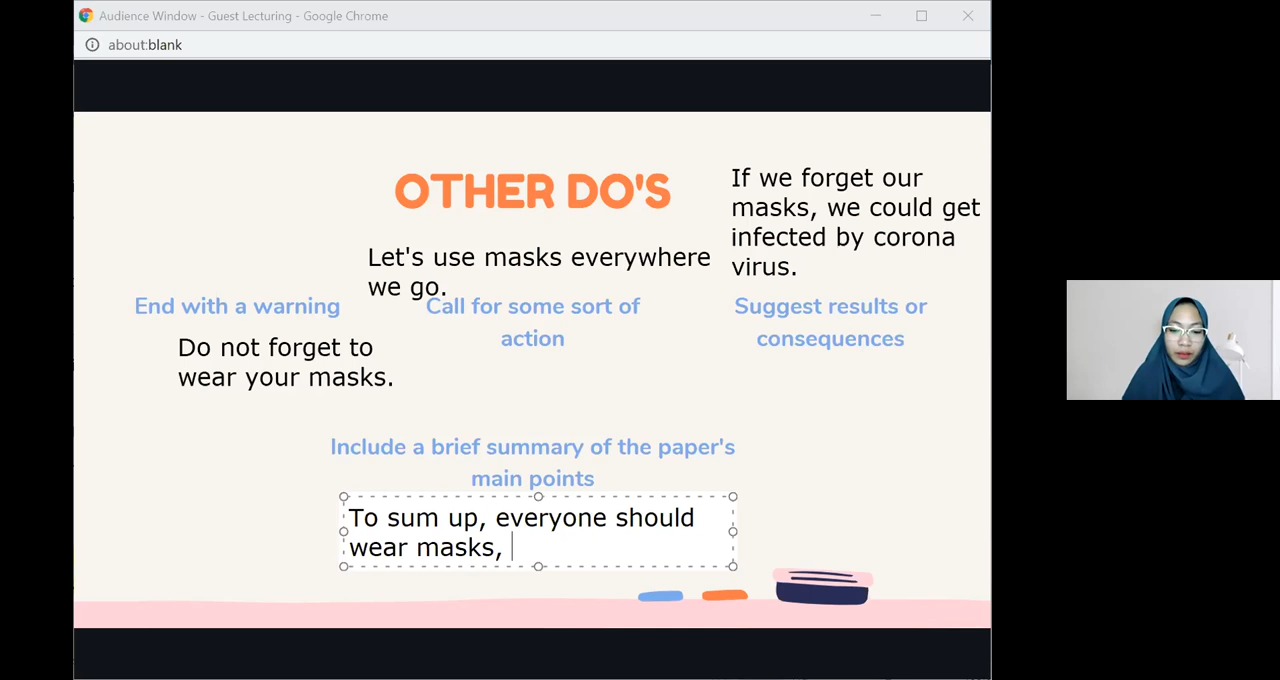 Audience Window - Guest Lecturing - Google Chrome
about:blank
OTHER DO'S
If we forget our
masks, we could get
infected by corona
virus.
Let's use masks everywhere
we go.
End with a warning
Call for some sort of
action
Suggest results or
consequences
Do not forget to
wear your masks.
Include a brief summary of the paper's
main points
To sum up, everyone should
wear masks,